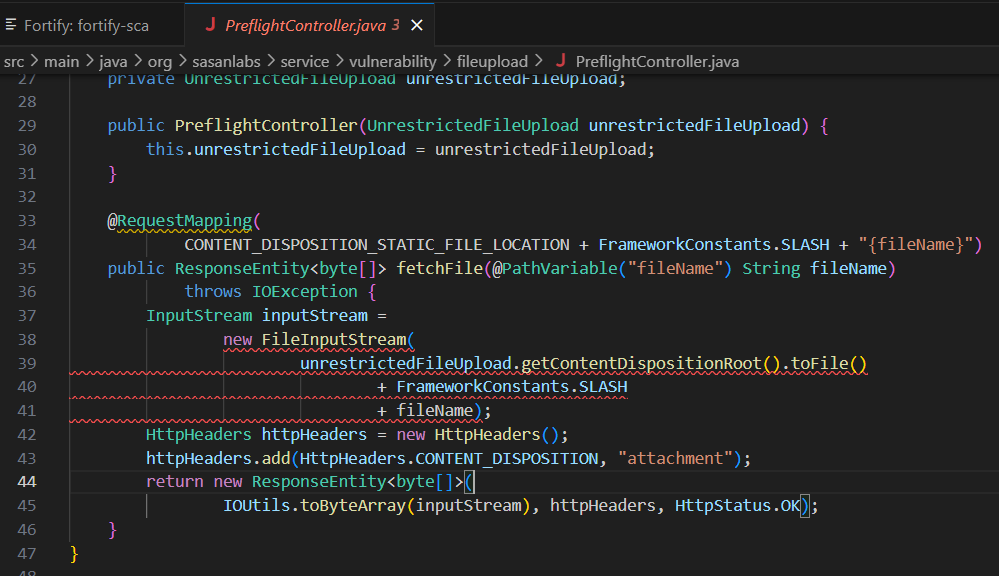 Fortify: fortify-sca
J PreflightController.java 3 ×
src > main > java > org > sasanlabs > service > vulnerability > fileupload > J PreflightController.java
27 private UnrestrictedFileUpload unrestrictedFileUpload;
28
29 public PreflightController(UnrestrictedFileUpload unrestrictedFileUpload) {
30 this.unrestrictedFileUpload = unrestrictedFileUpload;
31 }
32
33 @RequestMapping(
34 CONTENT_DISPOSITION_STATIC_FILE_LOCATION + FrameworkConstants.SLASH + "{fileName}")
35 public ResponseEntity<byte[]> fetchFile(@PathVariable("fileName") String fileName)
36 throws IOException {
37 InputStream inputStream =
38 new FileInputStream(
39 unrestrictedFileUpload.getContentDispositionRoot().toFile()
40 + FrameworkConstants.SLASH
41 + fileName);
42 HttpHeaders httpHeaders = new HttpHeaders();
43 httpHeaders.add(HttpHeaders.CONTENT_DISPOSITION, "attachment");
44 return new ResponseEntity<byte[]>(
45 IOUtils.toByteArray(inputStream), httpHeaders, HttpStatus.OK);
46 }
47 }
48